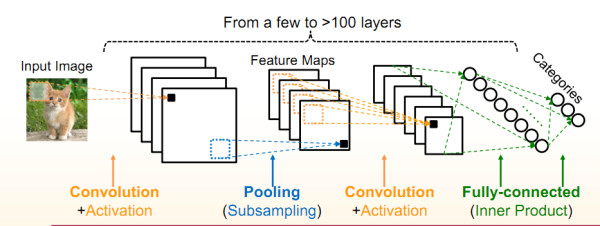 From a few to >100 layers
Input Image
Feature Maps
Categories
Convolution
+Activation
Pooling
(Subsampling)
Convolution
+Activation
Fully-connected
(Inner Product)